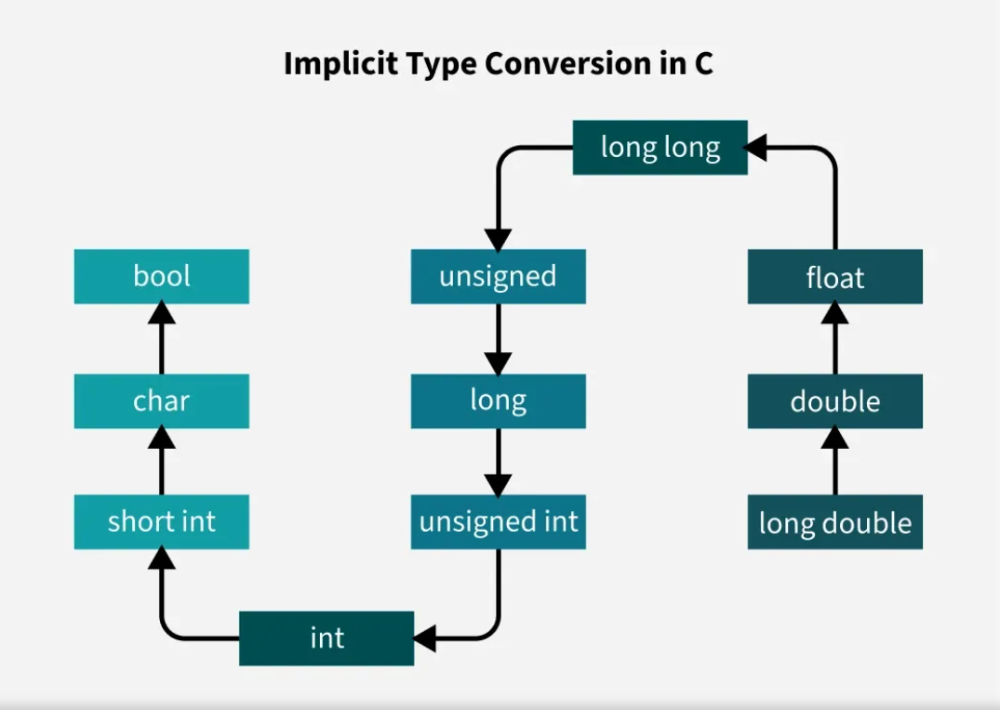 Implicit Type Conversion in C
long long
bool
unsigned
float
char
long
double
short int
unsigned int
long double
int